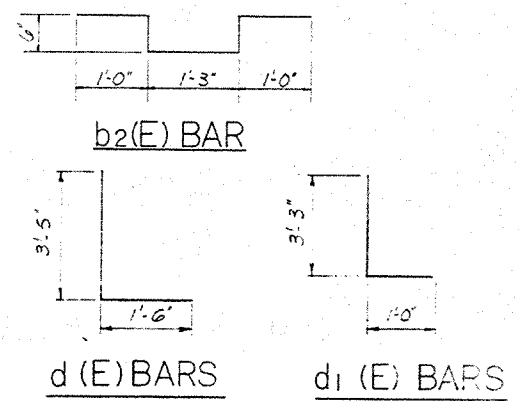 6"
1'-0" 1'-3" 1'-0"
b2(E) BAR
3'-5"
1'-6"
d (E) BARS
3'-3"
1'-0"
d1 (E) BARS